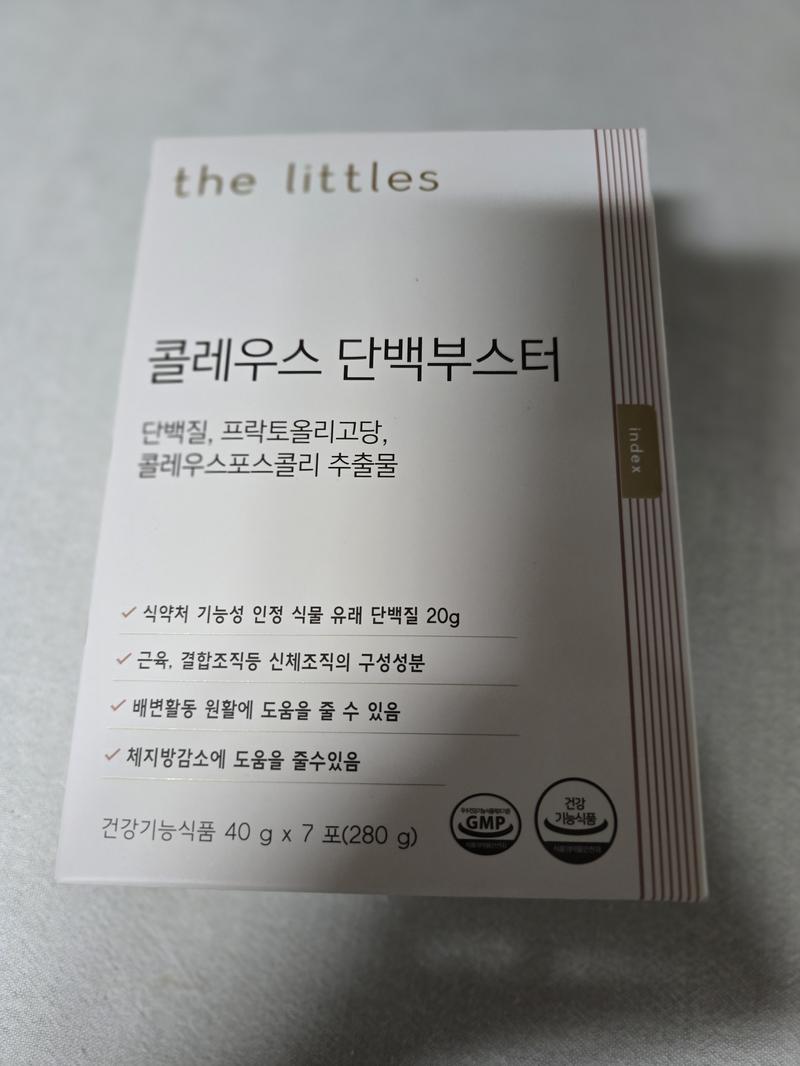 the littles
콜레우스 단백부스터
단백질, 프락토올리고당,
콜레우스포스콜리 추출물
index
식약처 기능성 인정 식물 유래 단백질 20g
근육, 결합조직등 신체조직의 구성성분
배변활동 원활에 도움을 줄 수 있음
체지방감소에 도움을 줄수있음
건강기능식품 40 g x 7 포(280 g)
GMP
건강
기능식품